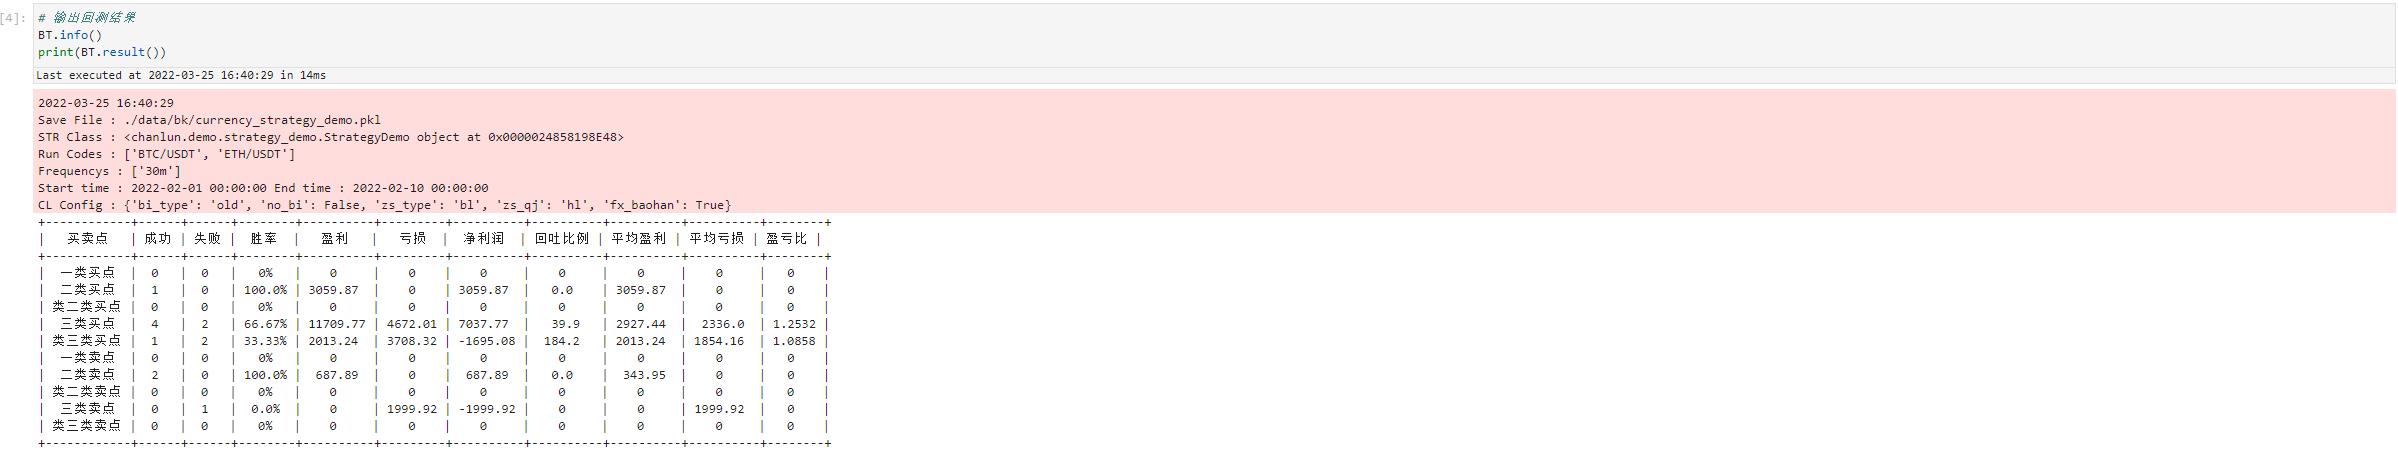 [4]:
# 输出回测结果
BT.info()
print(BT.result())
Last executed at 2022-03-25 16:40:29 in 14ms
2022-03-25 16:40:29
Save File : ./data/bk/currency_strategy_demo.pkl
STR Class : <chanlun.demo.strategy_demo.StrategyDemo object at 0x0000024858198E48>
Run Codes : ['BTC/USDT', 'ETH/USDT']
Frequencys : ['30m']
Start time : 2022-02-01 00:00:00 End time : 2022-02-10 00:00:00
CL Config : {'bi_type': 'old', 'no_bi': False, 'zs_type': 'bl', 'zs_qj': 'hl', 'fx_baohan': True}
+------------+------+------+--------+----------+---------+----------+----------+----------+----------+--------+
| 买卖点 | 成功 | 失败 | 胜率 | 盈利 | 亏损 | 净利润 | 回吐比例 | 平均盈利 | 平均亏损 | 盈亏比 |
+------------+------+------+--------+----------+---------+----------+----------+----------+----------+--------+
| 一类买点 | 0 | 0 | 0% | 0 | 0 | 0 | 0 | 0 | 0 | 0 |
| 二类买点 | 1 | 0 | 100.0% | 3059.87 | 0 | 3059.87 | 0.0 | 3059.87 | 0 | 0 |
| 类二类买点 | 0 | 0 | 0% | 0 | 0 | 0 | 0 | 0 | 0 | 0 |
| 三类买点 | 4 | 2 | 66.67% | 11709.77 | 4672.01 | 7037.77 | 39.9 | 2927.44 | 2336.0 | 1.2532 |
| 类三类买点 | 1 | 2 | 33.33% | 2013.24 | 3708.32 | -1695.08 | 184.2 | 2013.24 | 1854.16 | 1.0858 |
| 一类卖点 | 0 | 0 | 0% | 0 | 0 | 0 | 0 | 0 | 0 | 0 |
| 二类卖点 | 2 | 0 | 100.0% | 687.89 | 0 | 687.89 | 0.0 | 343.95 | 0 | 0 |
| 类二类卖点 | 0 | 0 | 0% | 0 | 0 | 0 | 0 | 0 | 0 | 0 |
| 三类卖点 | 0 | 1 | 0.0% | 0 | 1999.92 | -1999.92 | 0 | 0 | 1999.92 | 0 |
| 类三类卖点 | 0 | 0 | 0% | 0 | 0 | 0 | 0 | 0 | 0 | 0 |
+------------+------+------+--------+----------+---------+----------+----------+----------+----------+--------+